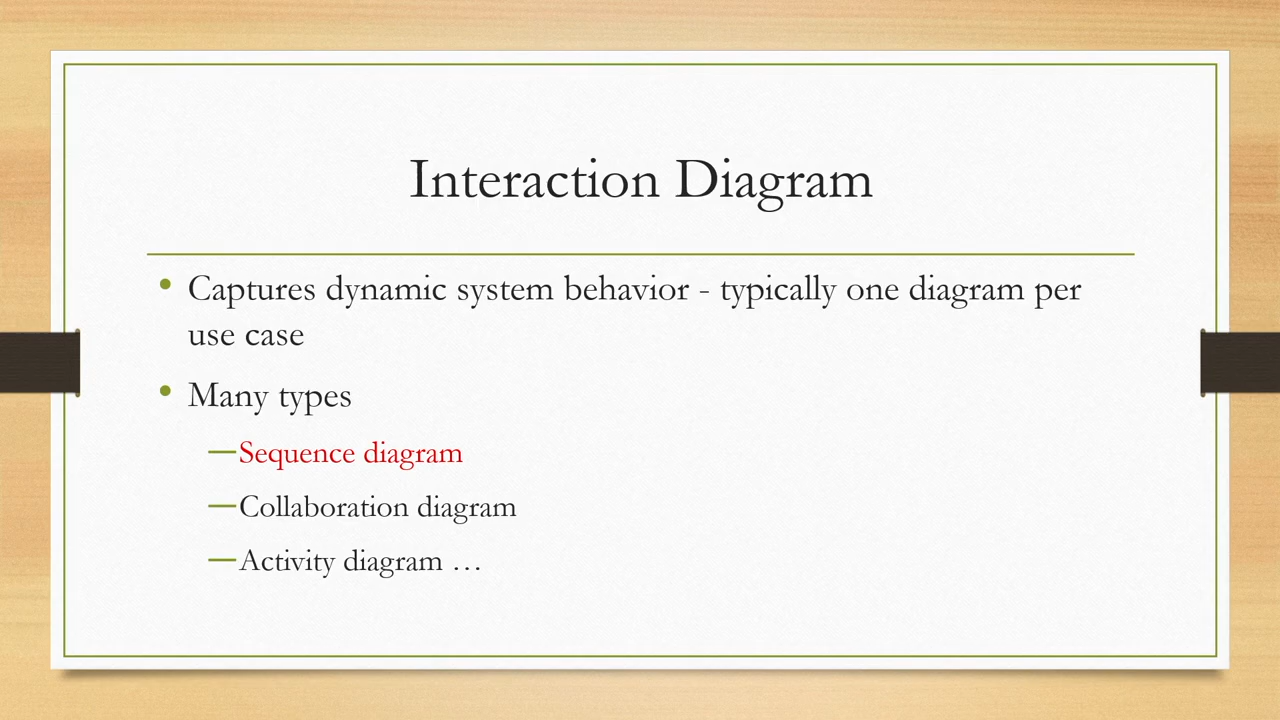 Interaction Diagram
• Captures dynamic system behavior - typically one diagram per
use case
• Many types
—Sequence diagram
—Collaboration diagram
—Activity diagram …